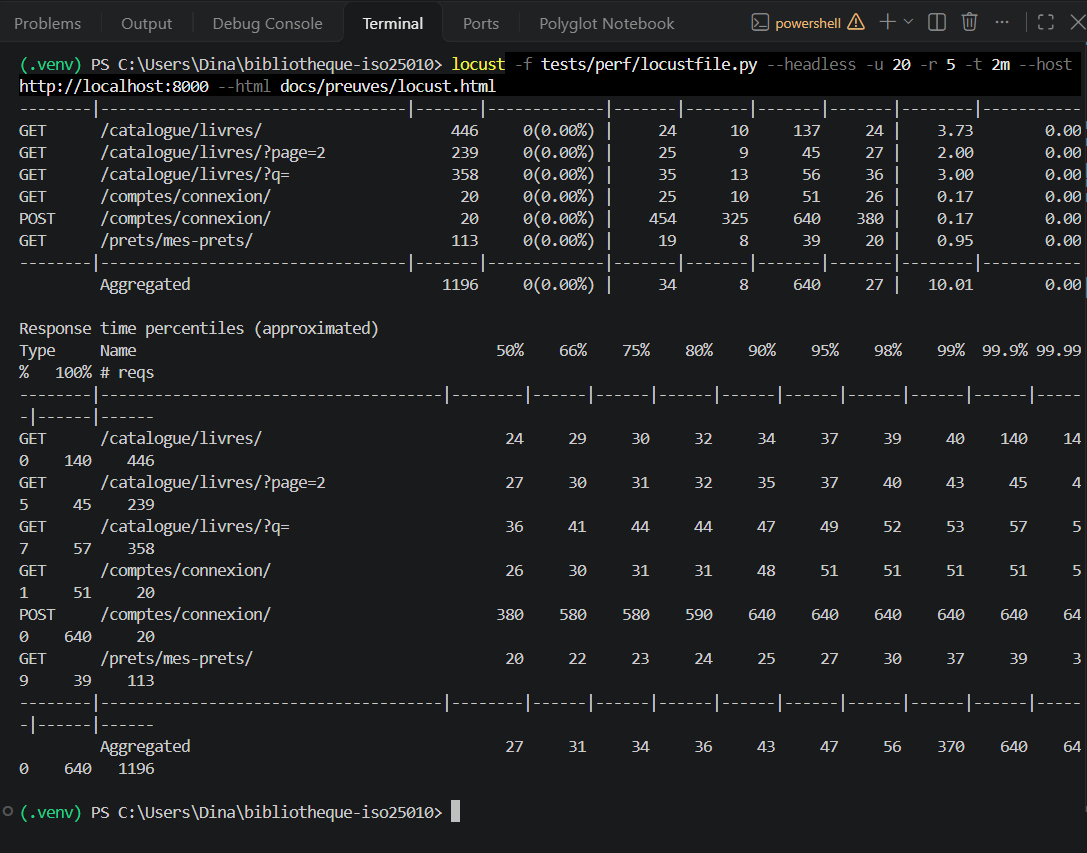 Problems Output Debug Console Terminal Ports Polyglot Notebook powershell
(.venv) PS C:\Users\Dina\bibliotheque-iso25010> locust -f tests/perf/locustfile.py --headless -u 20 -r 5 -t 2m --host
http://localhost:8000 --html docs/preuves/locust.html
--------|----------------------------------|-------|-------------|-------|-------|-------|-------|--------|-----------
GET /catalogue/livres/ 446 0(0.00%) | 24 10 137 24 | 3.73 0.00
GET /catalogue/livres/?page=2 239 0(0.00%) | 25 9 45 27 | 2.00 0.00
GET /catalogue/livres/?q= 358 0(0.00%) | 35 13 56 36 | 3.00 0.00
GET /comptes/connexion/ 20 0(0.00%) | 25 10 51 26 | 0.17 0.00
POST /comptes/connexion/ 20 0(0.00%) | 454 325 640 380 | 0.17 0.00
GET /prets/mes-prets/ 113 0(0.00%) | 19 8 39 20 | 0.95 0.00
--------|----------------------------------|-------|-------------|-------|-------|-------|-------|--------|-----------
Aggregated 1196 0(0.00%) | 34 8 640 27 | 10.01 0.00
Response time percentiles (approximated)
Type Name 50% 66% 75% 80% 90% 95% 98% 99% 99.9% 99.99
% 100% # reqs
--------|--------------------------------------|--------|------|------|------|------|------|------|------|------|-----
-|------|------
GET /catalogue/livres/ 24 29 30 32 34 37 39 40 140 14
0 140 446
GET /catalogue/livres/?page=2 27 30 31 32 35 37 40 43 45 4
5 45 239
GET /catalogue/livres/?q= 36 41 44 44 47 49 52 53 57 5
7 57 358
GET /comptes/connexion/ 26 30 31 31 48 51 51 51 51 5
1 51 20
POST /comptes/connexion/ 380 580 580 590 640 640 640 640 640 64
0 640 20
GET /prets/mes-prets/ 20 22 23 24 25 27 30 37 39 3
9 39 113
--------|--------------------------------------|--------|------|------|------|------|------|------|------|------|-----
-|------|------
Aggregated 27 31 34 36 43 47 56 370 640 64
0 640 1196
(.venv) PS C:\Users\Dina\bibliotheque-iso25010>